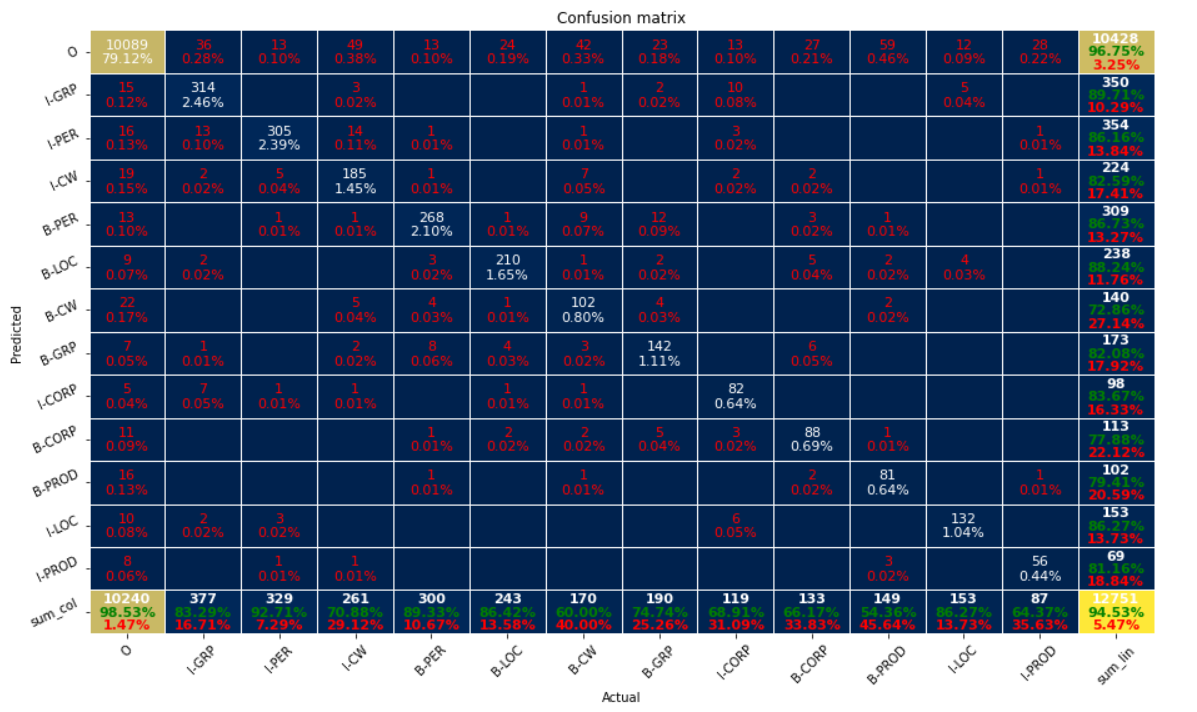 Confusion matrix
O 10089 36 13 49 13 24 42 23 13 27 59 12 28 10428
79.12% 0.28% 0.10% 0.38% 0.10% 0.19% 0.33% 0.18% 0.10% 0.21% 0.46% 0.09% 0.22% 96.75%
3.25%
I-GRP 15 314 3 1 2 10 5 350
0.12% 2.46% 0.02% 0.01% 0.02% 0.08% 0.04% 89.71%
10.29%
I-PER 16 13 305 14 1 1 3 1 354
0.13% 0.10% 2.39% 0.11% 0.01% 0.01% 0.02% 0.01% 86.16%
13.84%
I-CW 19 2 5 185 1 7 2 2 1 224
0.15% 0.02% 0.04% 1.45% 0.01% 0.05% 0.02% 0.02% 0.01% 82.59%
17.41%
B-PER 13 1 1 268 1 9 12 3 1 309
0.10% 0.01% 0.01% 2.10% 0.01% 0.07% 0.09% 0.02% 0.01% 86.73%
13.27%
B-LOC 9 2 3 210 1 2 5 2 4 238
0.07% 0.02% 0.02% 1.65% 0.01% 0.02% 0.04% 0.02% 0.03% 88.24%
11.76%
B-CW 22 5 4 1 102 4 2 140
0.17% 0.04% 0.03% 0.01% 0.80% 0.03% 0.02% 72.86%
27.14%
Predicted
B-GRP 7 1 2 8 4 3 142 6 173
0.05% 0.01% 0.02% 0.06% 0.03% 0.02% 1.11% 0.05% 82.08%
17.92%
I-CORP 5 7 1 1 1 1 82 98
0.04% 0.05% 0.01% 0.01% 0.01% 0.01% 0.64% 83.67%
16.33%
B-CORP 11 1 2 2 5 3 88 1 113
0.09% 0.01% 0.02% 0.02% 0.04% 0.02% 0.69% 0.01% 77.88%
22.12%
B-PROD 16 1 1 2 81 1 102
0.13% 0.01% 0.01% 0.02% 0.64% 0.01% 79.41%
20.59%
I-LOC 10 2 3 6 132 153
0.08% 0.02% 0.02% 0.05% 1.04% 86.27%
13.73%
I-PROD 8 1 1 3 56 69
0.06% 0.01% 0.01% 0.02% 0.44% 81.16%
18.84%
sum_col 10240 377 329 261 300 243 170 190 119 133 149 153 87 12751
98.53% 83.29% 92.71% 70.88% 89.33% 86.42% 60.00% 74.74% 68.91% 66.17% 54.36% 86.27% 64.37% 94.53%
1.47% 16.71% 7.29% 29.12% 10.67% 13.58% 40.00% 25.26% 31.09% 33.83% 45.64% 13.73% 35.63% 5.47%
O I-GRP I-PER I-CW B-PER B-LOC B-CW B-GRP I-CORP B-CORP B-PROD I-LOC I-PROD sum_lin
Actual